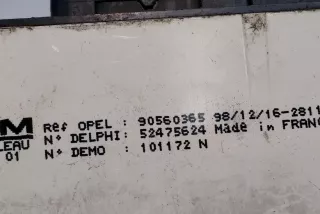 M Ref OPEL : 90560365 98/12/16-2811
LEAU N° DELPHI: 52475624 Made in FRAN
01 N° DEMO : 101172 N